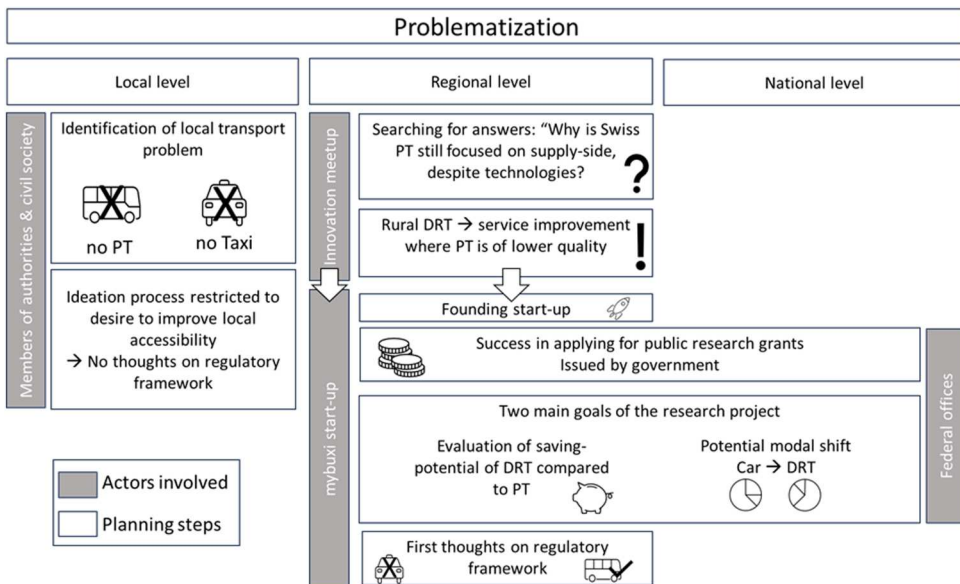 Problematization
Local level
Regional level
National level
Members of authorities & civil society
Identification of local transport
problem
no PT
no Taxi
Ideation process restricted to
desire to improve local
accessibility
→ No thoughts on regulatory
framework
Innovation meetup
Searching for answers: “Why is Swiss
PT still focused on supply-side,
despite technologies?
?
Rural DRT → service improvement
where PT is of lower quality
!
mybuxi start-up
Founding start-up
Success in applying for public research grants
Issued by government
Two main goals of the research project
Evaluation of saving-
potential of DRT compared
to PT
Potential modal shift
Car → DRT
First thoughts on regulatory
framework
Federal offices
Actors involved
Planning steps